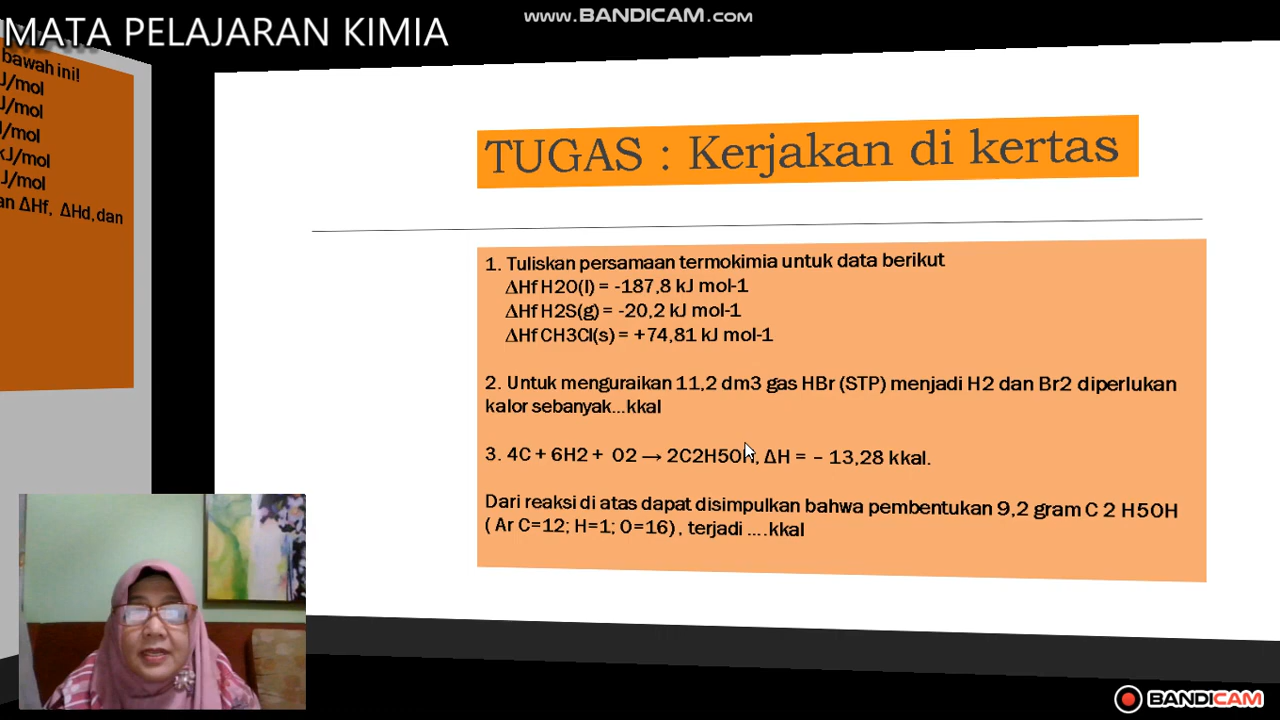 www.BANDICAM.com
MATA PELAJARAN KIMIA
bawah ini!
J/mol
J/mol
J/mol
kJ/mol
J/mol
an ΔHf, ΔHd,dan
TUGAS : Kerjakan di kertas
1. Tuliskan persamaan termokimia untuk data berikut
ΔHf H2O(l) = -187,8 kJ mol-1
ΔHf H2S(g) = -20,2 kJ mol-1
ΔHf CH3Cl(s) = +74,81 kJ mol-1
2. Untuk menguraikan 11,2 dm3 gas HBr (STP) menjadi H2 dan Br2 diperlukan
kalor sebanyak...kkal
3. 4C + 6H2 + O2 → 2C2H5OH, ΔH = – 13,28 kkal.
Dari reaksi di atas dapat disimpulkan bahwa pembentukan 9,2 gram C 2 H5OH
( Ar C=12; H=1; O=16) , terjadi ....kkal
BANDICAM